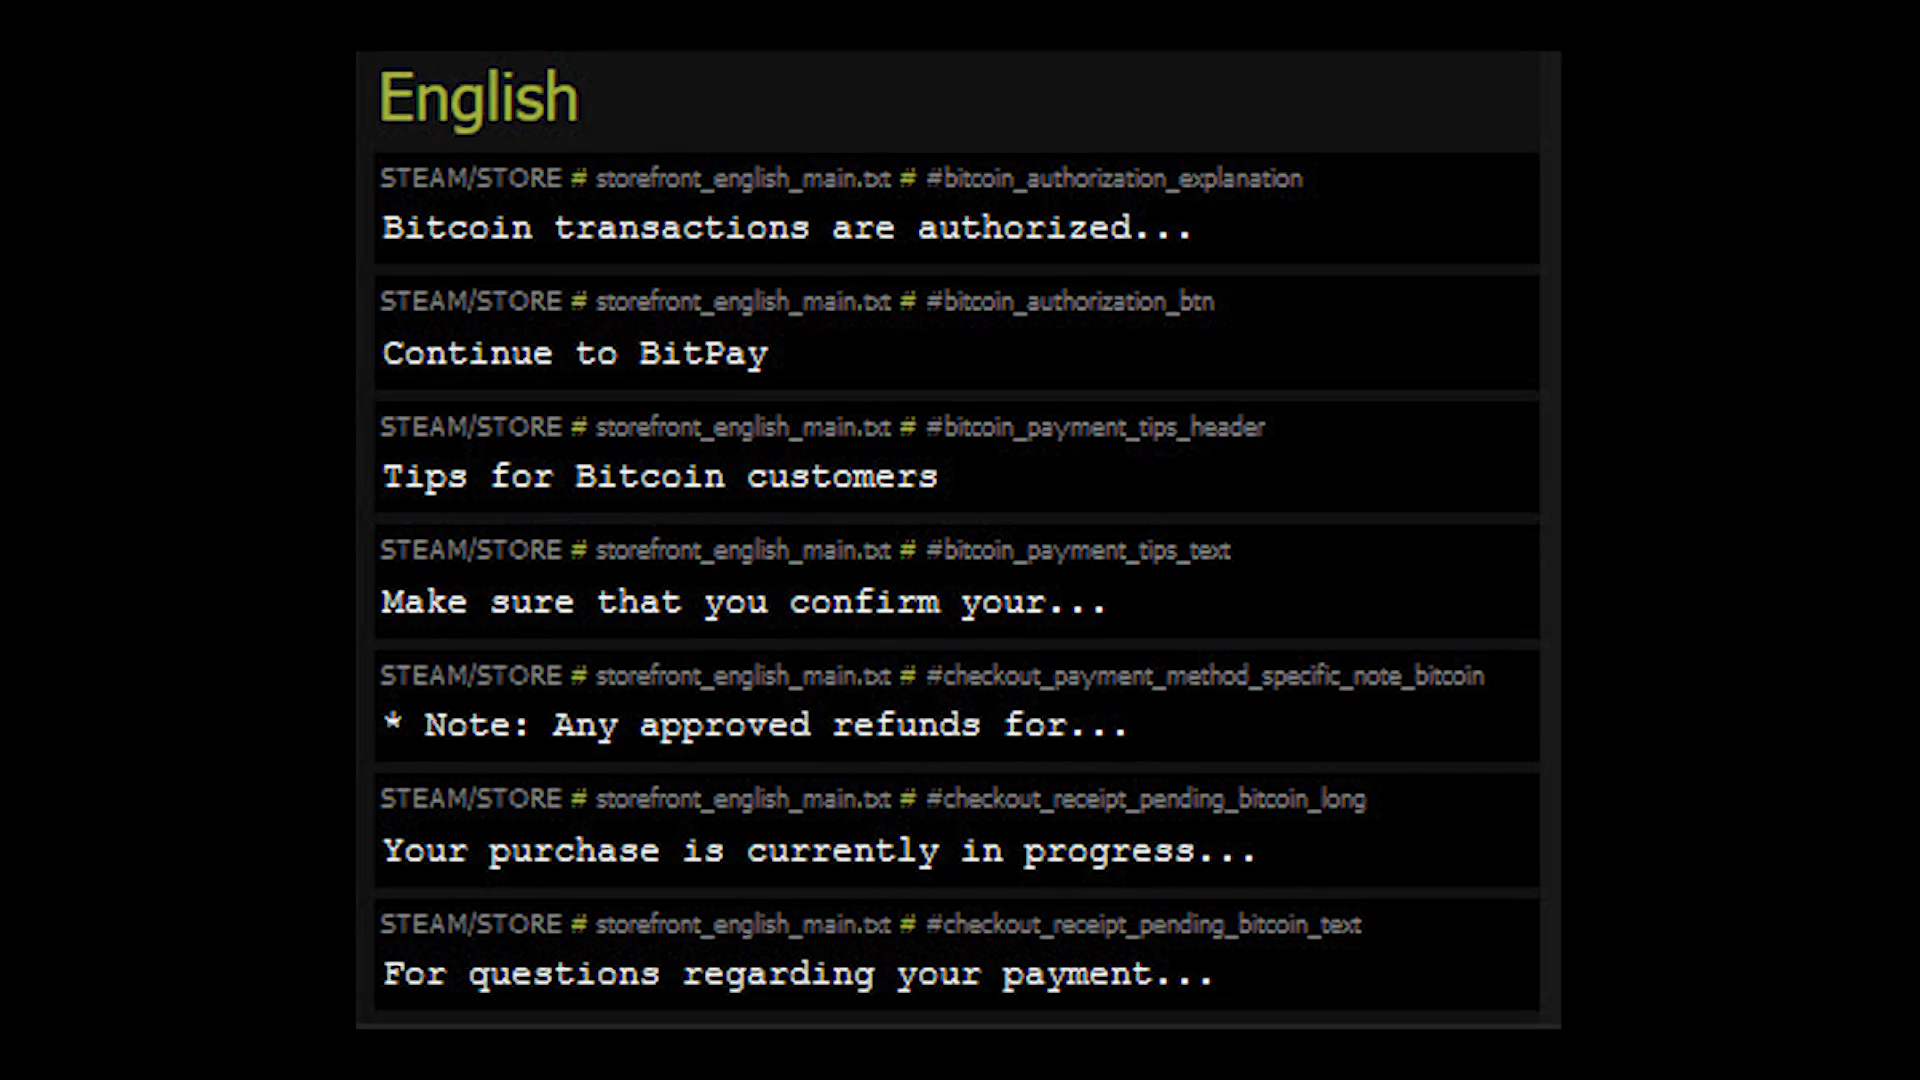 English
STEAM/STORE # storefront_english_main.txt # #bitcoin_authorization_explanation
Bitcoin transactions are authorized...
STEAM/STORE # storefront_english_main.txt # #bitcoin_authorization_btn
Continue to BitPay
STEAM/STORE # storefront_english_main.txt # #bitcoin_payment_tips_header
Tips for Bitcoin customers
STEAM/STORE # storefront_english_main.txt # #bitcoin_payment_tips_text
Make sure that you confirm your...
STEAM/STORE # storefront_english_main.txt # #checkout_payment_method_specific_note_bitcoin
* Note: Any approved refunds for...
STEAM/STORE # storefront_english_main.txt # #checkout_receipt_pending_bitcoin_long
Your purchase is currently in progress...
STEAM/STORE # storefront_english_main.txt # #checkout_receipt_pending_bitcoin_text
For questions regarding your payment...